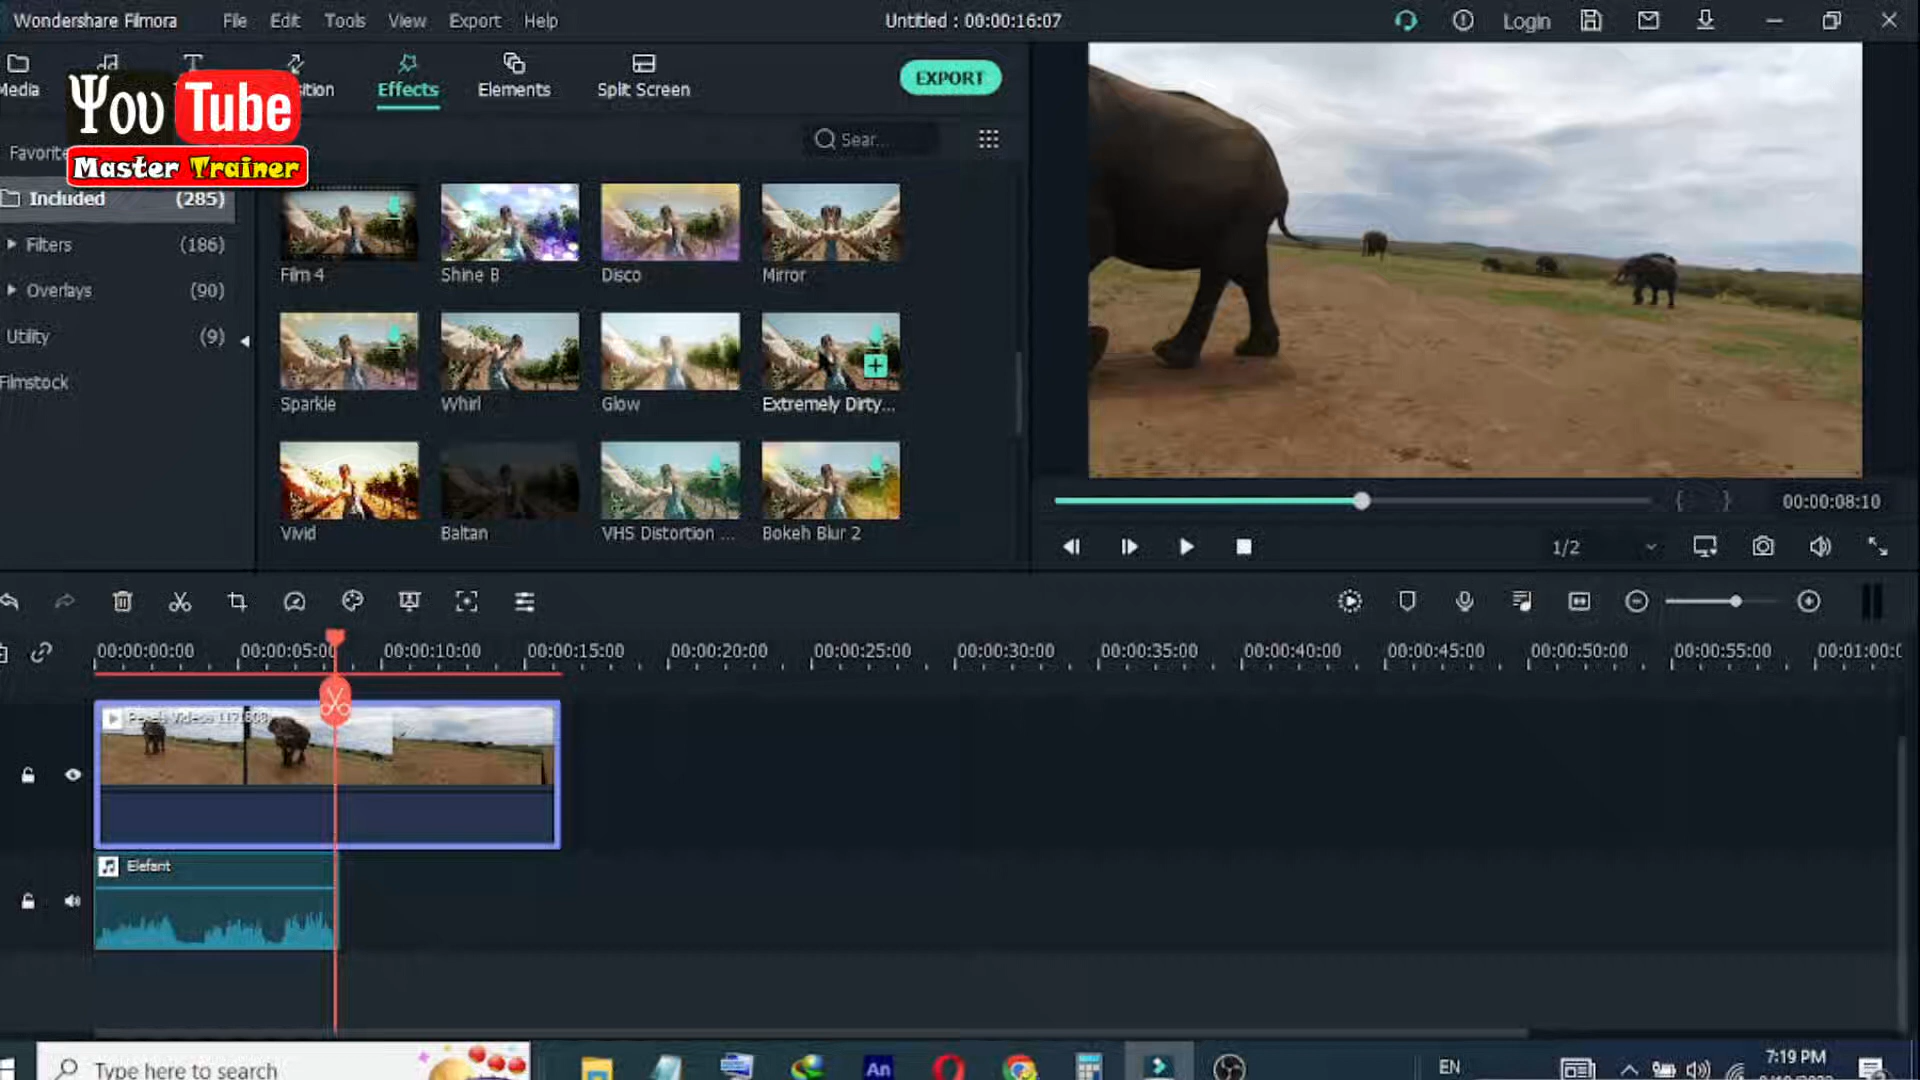 Wondershare Filmora File Edit Tools View Export Help Untitled : 00:00:16:07 Login
Effects Elements Split Screen EXPORT
You Tube
Master Trainer
Sear...
Included (285)
Filters (186)
Overlays (90)
Utility (9)
Film 4 Shine B Disco Mirror
Sparkle Whirl Glow Extremely Dirty...
Vivid Baltan VHS Distortion ... Bokeh Blur 2
00:00:08:10
1/2
00:00:00:00 00:00:05:00 00:00:10:00 00:00:15:00 00:00:20:00 00:00:25:00 00:00:30:00 00:00:35:00 00:00:40:00 00:00:45:00 00:00:50:00 00:00:55:00 00:01:00:0
Pexels Videos 1171808
Elefant
Type here to search
An
EN
7:19 PM